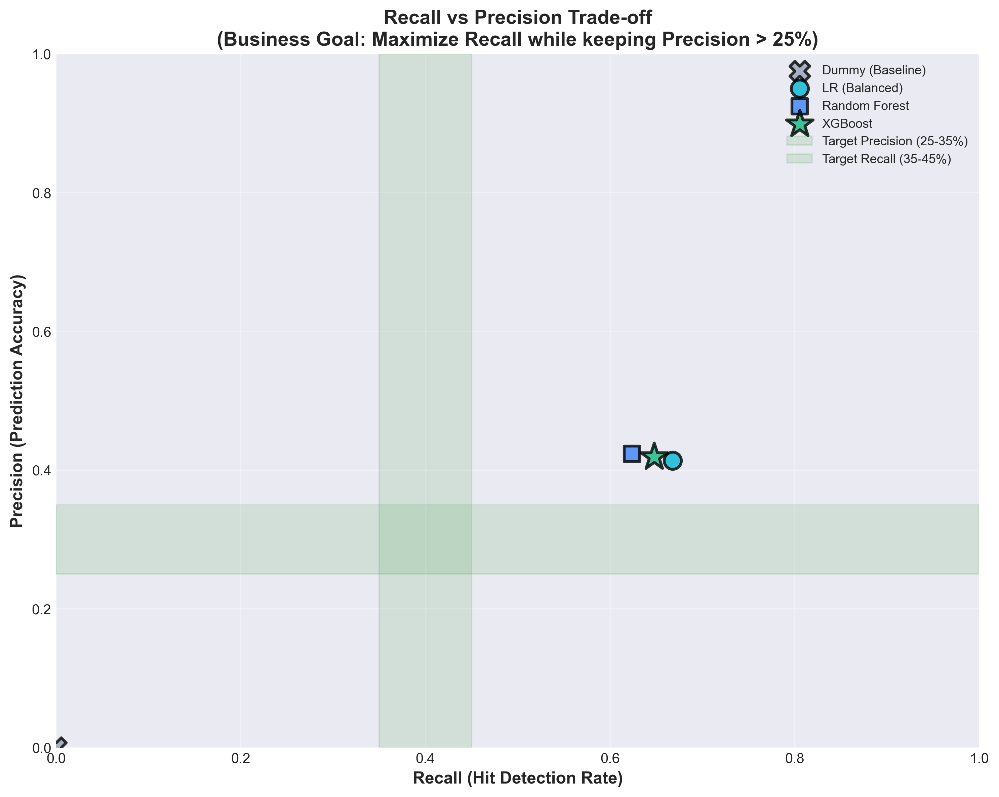 Recall vs Precision Trade-off
(Business Goal: Maximize Recall while keeping Precision > 25%)
Dummy (Baseline)
LR (Balanced)
Random Forest
XGBoost
Target Precision (25-35%)
Target Recall (35-45%)
Precision (Prediction Accuracy)
1.0
0.8
0.6
0.4
0.2
0.0
0.0 0.2 0.4 0.6 0.8 1.0
Recall (Hit Detection Rate)